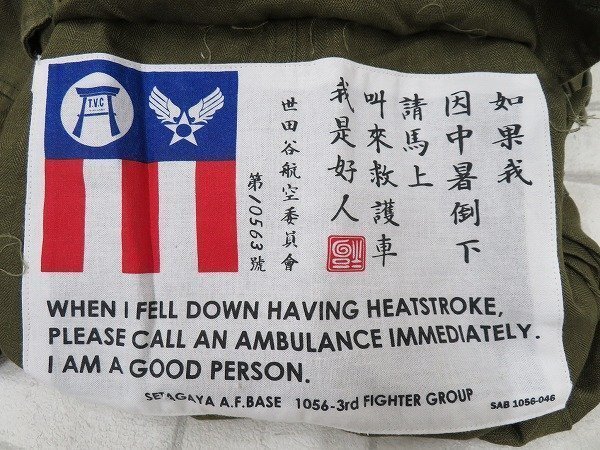 T.V.C
如果我
因中暑倒下
請馬上
叫來救護車
我是好人
世田谷航空委員會
第10563號
WHEN I FELL DOWN HAVING HEATSTROKE,
PLEASE CALL AN AMBULANCE IMMEDIATELY.
I AM A GOOD PERSON.
SETAGAYA A.F.BASE 1056-3rd FIGHTER GROUP
SAB 1056-046